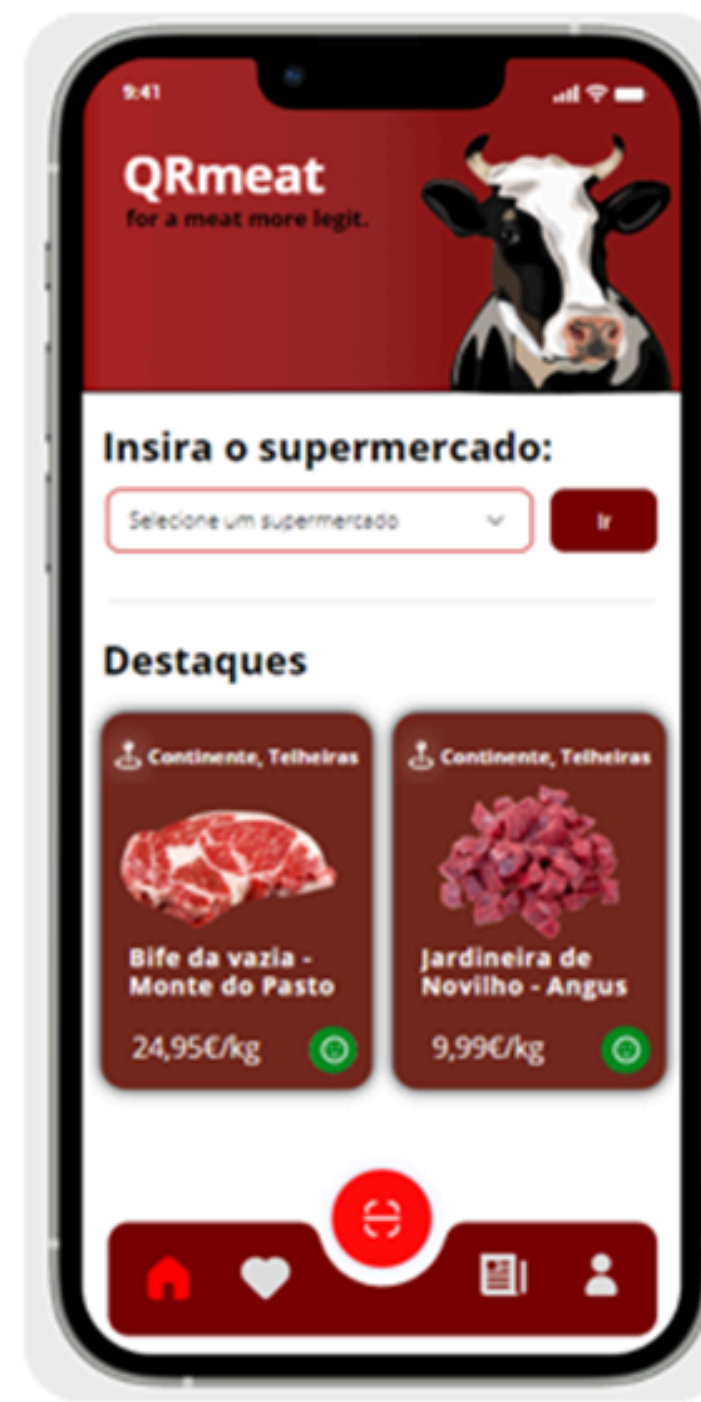 9:41
QRmeat
for a meat more legit.
Insira o supermercado:
Selecione um supermercado
Ir
Destaques
Continente, Telheiras
Bife da vazia -
Monte do Pasto
24,95€/kg
Continente, Telheiras
Jardineira de
Novilho - Angus
9,99€/kg